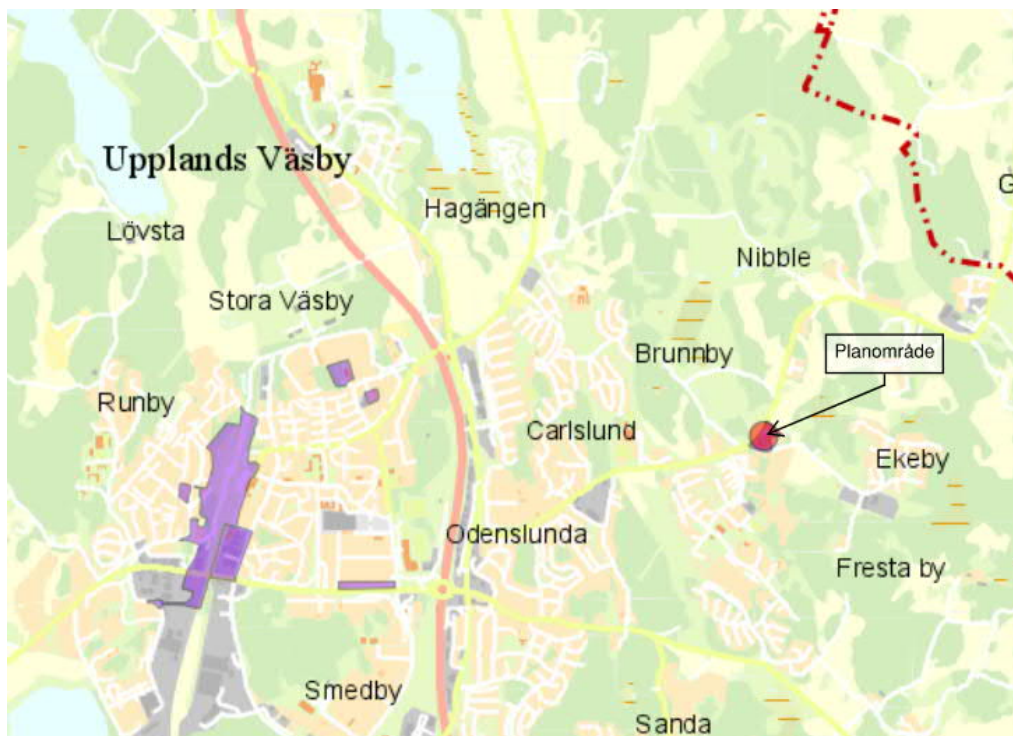 Upplands Väsby
G
Hagängen
Lövsta
Nibble
Stora Väsby
Brunnby
Planområde
Runby
Carlslund
Ekeby
Odenslunda
Fresta by
Smedby
Sanda